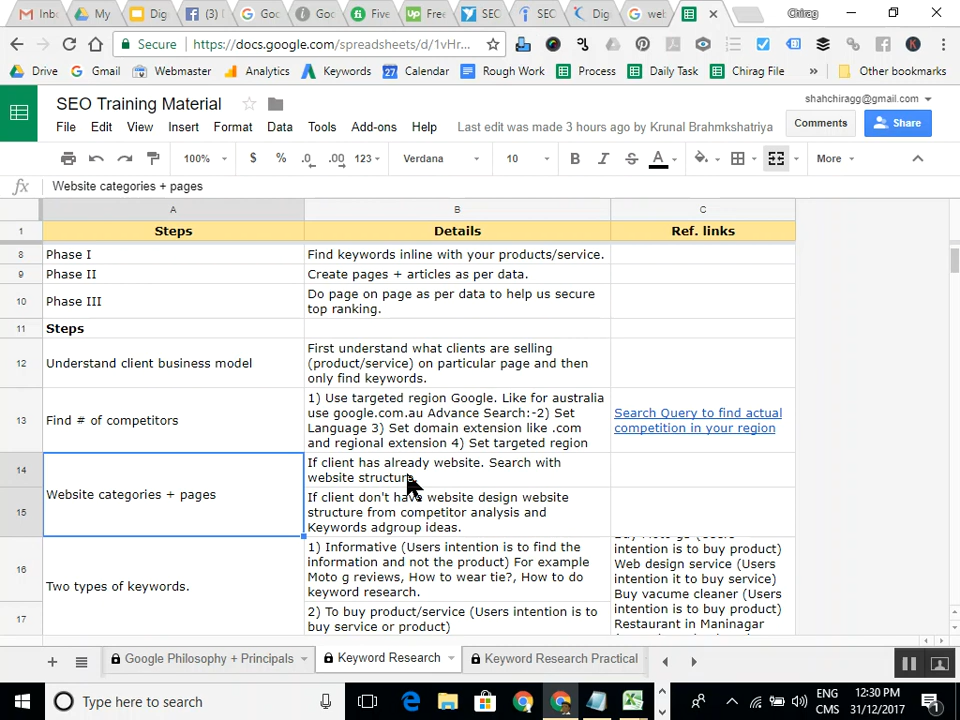 Inb
My
Dig
(3)
Goc
Goc
Five
Free
SEC
SEC
Dig
wel
Chirag
Secure
https://docs.google.com/spreadsheets/d/1vHr...
Drive
Gmail
Webmaster
Analytics
Keywords
27 Calendar
Rough Work
Process
Daily Task
Chirag File
»
Other bookmarks
SEO Training Material
shahchiragg@gmail.com
File Edit View Insert Format Data Tools Add-ons Help
Last edit was made 3 hours ago by Krunal Brahmkshatriya
Comments
Share
100% $ % .0 .00 123 Verdana 10 B I S A More
fx Website categories + pages
A B C
1 Steps Details Ref. links
8 Phase I Find keywords inline with your products/service.
9 Phase II Create pages + articles as per data.
10 Phase III Do page on page as per data to help us secure
top ranking.
11 Steps
12 Understand client business model
First understand what clients are selling
(product/service) on particular page and then
only find keywords.
13 Find # of competitors
1) Use targeted region Google. Like for australia
use google.com.au Advance Search:-2) Set
Language 3) Set domain extension like .com
and regional extension 4) Set targeted region
Search Query to find actual
competition in your region
14
15
Website categories + pages
If client has already website. Search with
website structure.
If client don't have website design website
structure from competitor analysis and
Keywords adgroup ideas.
16
17
Two types of keywords.
1) Informative (Users intention is to find the
information and not the product) For example
Moto g reviews, How to wear tie?, How to do
keyword research.
2) To buy product/service (Users intention is to
buy service or product)
intention is to buy product)
Web design service (Users
intention it to buy service)
Buy vacume cleaner (Users
intention is to buy product)
Restaurant in Maninagar
Google Philosophy + Principals
Keyword Research
Keyword Research Practical
Type here to search
ENG
CMS
12:30 PM
31/12/2017
1